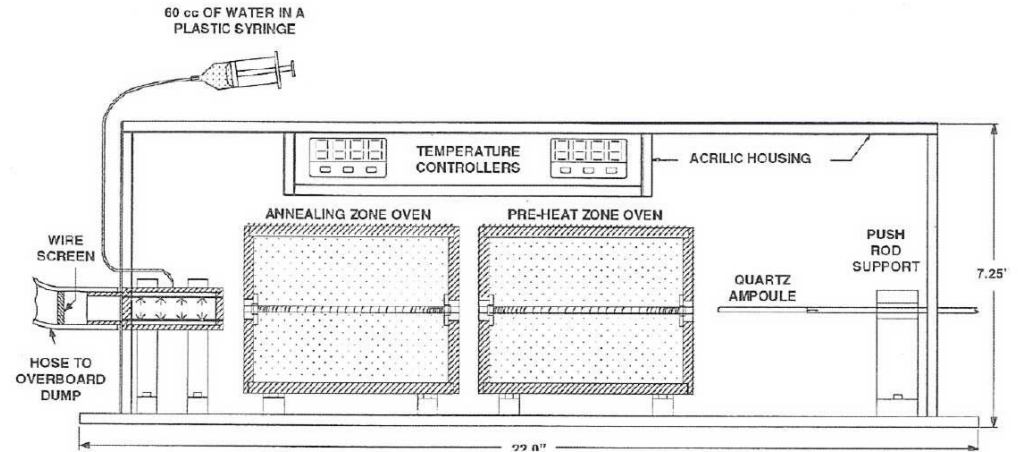 60 cc OF WATER IN A
PLASTIC SYRINGE
TEMPERATURE
CONTROLLERS
ACRILIC HOUSING
ANNEALING ZONE OVEN
PRE-HEAT ZONE OVEN
WIRE
SCREEN
PUSH
ROD
SUPPORT
QUARTZ
AMPOULE
7.25'
HOSE TO
OVERBOARD
DUMP